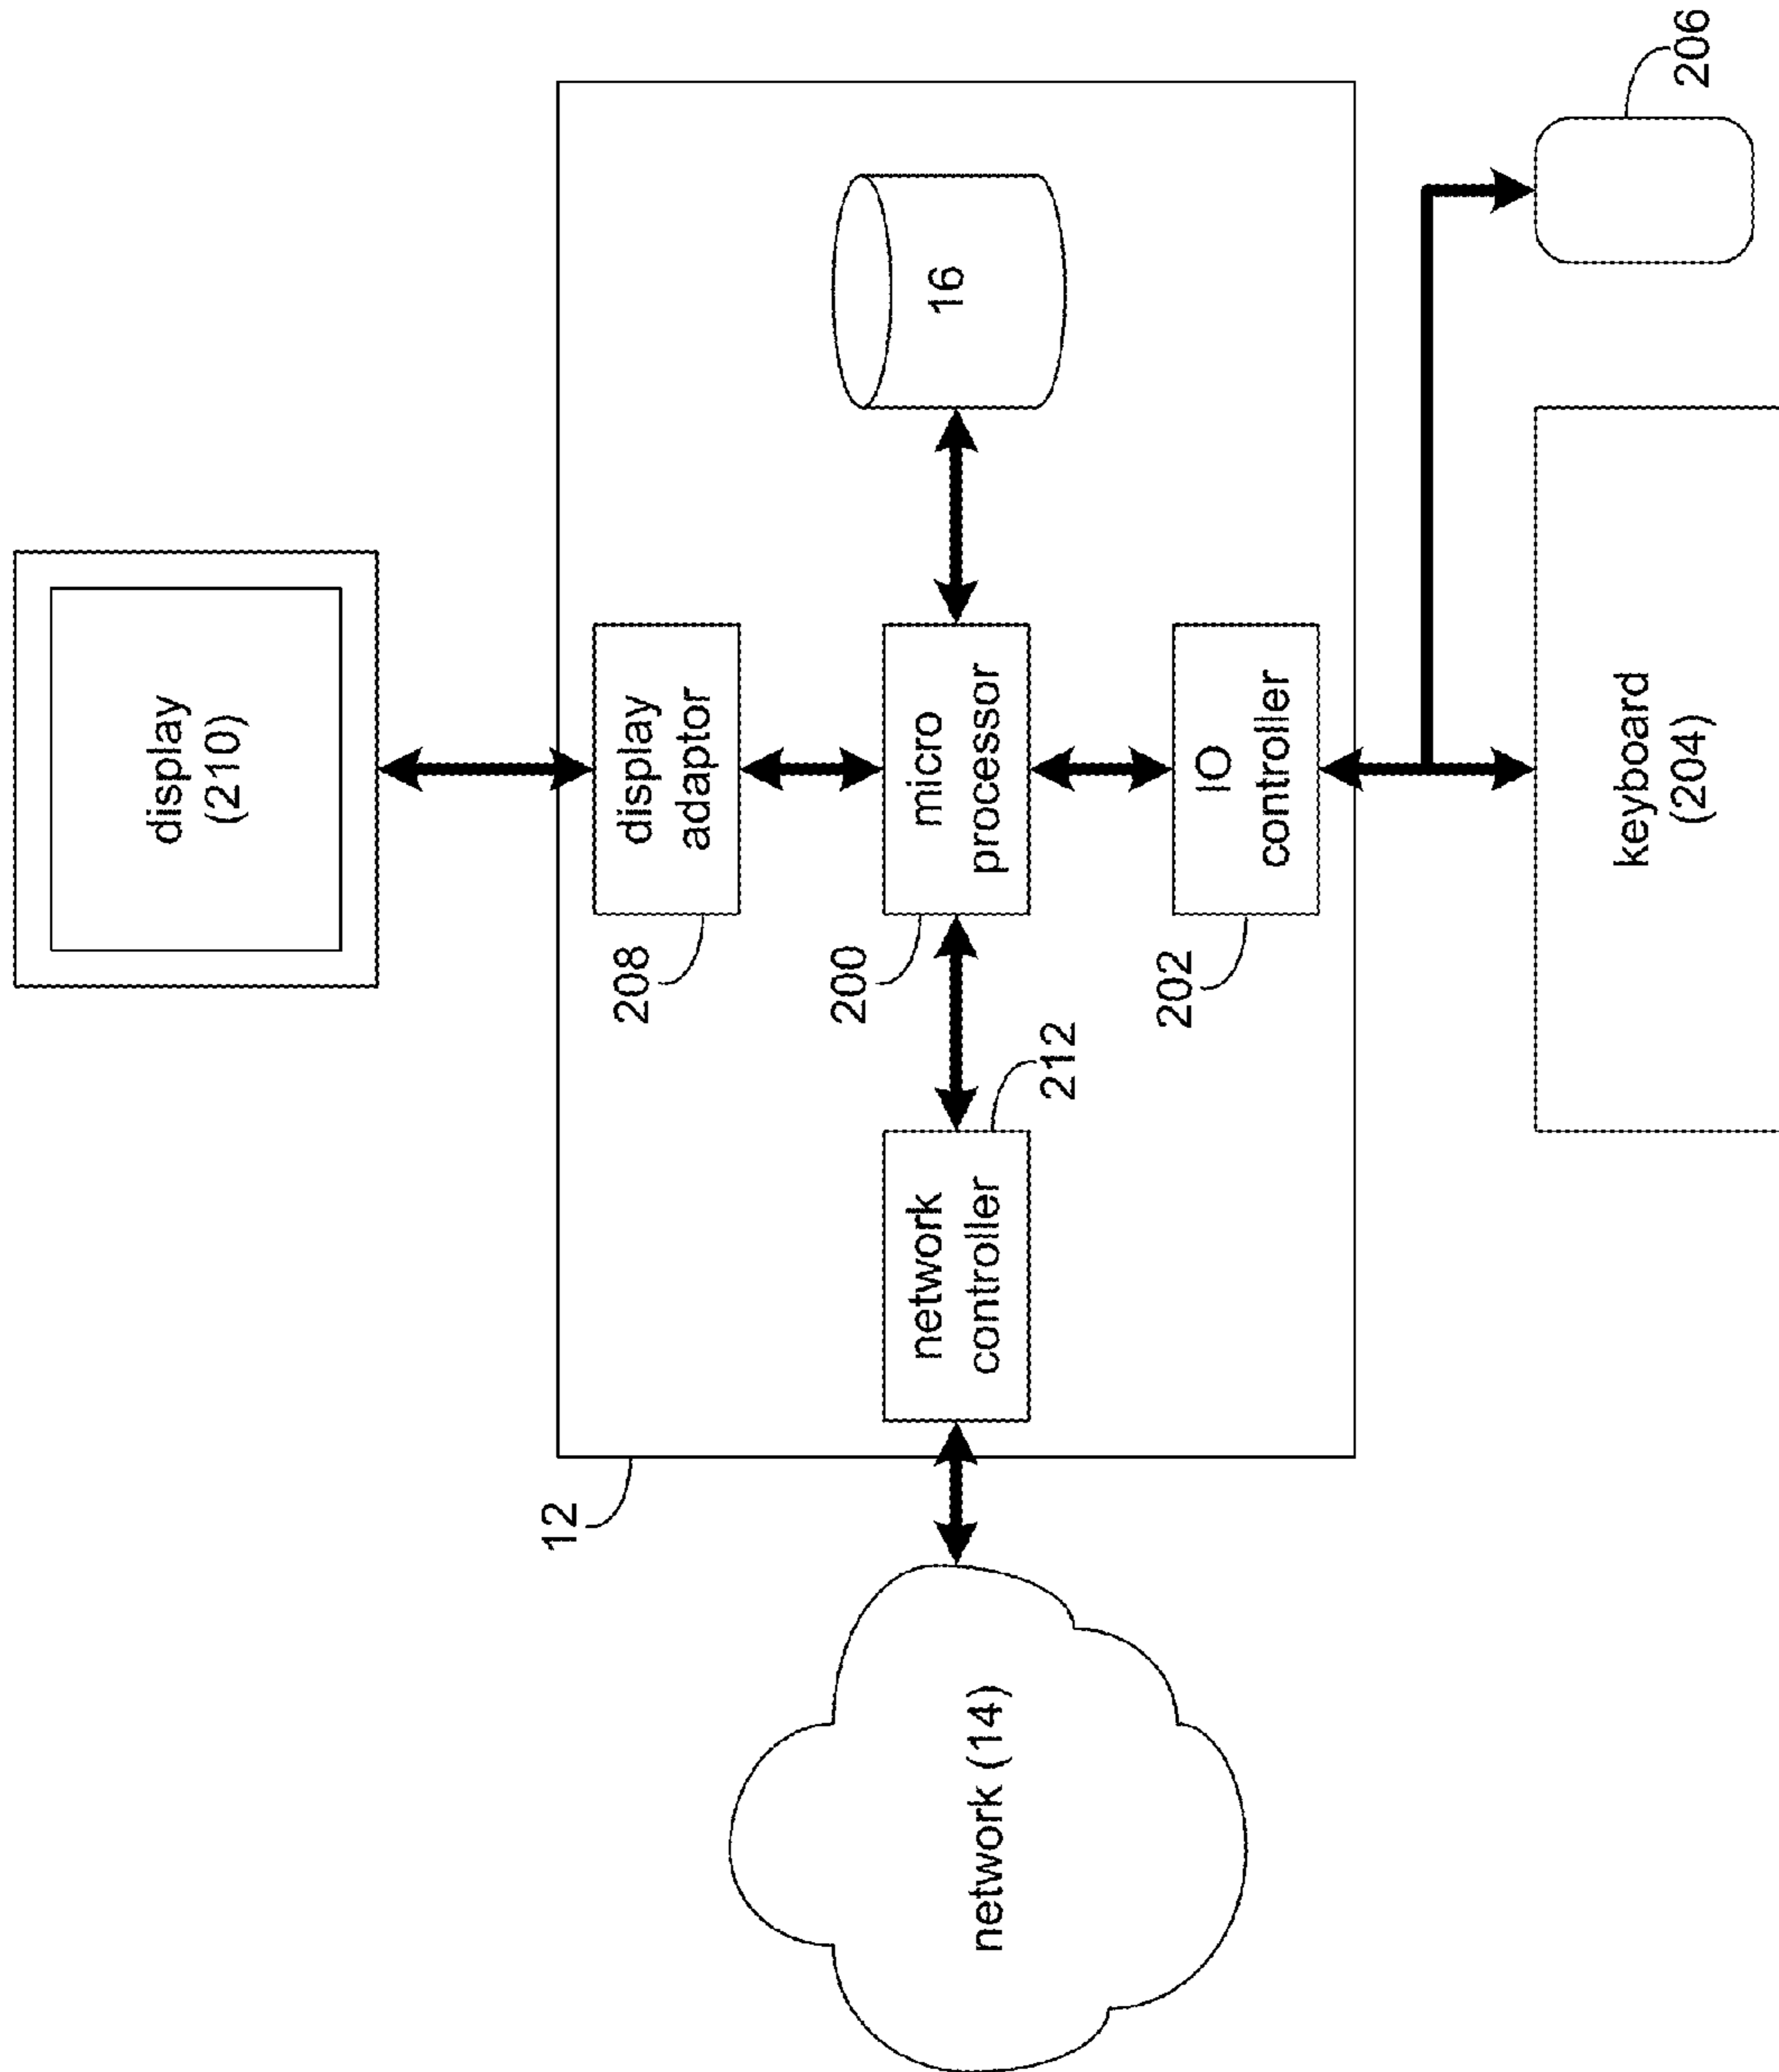 display
(210)
display
adaptor
208
micro
processor
200
16
network
controller
212
IO
controller
202
12
network (14)
keyboard
(204)
206